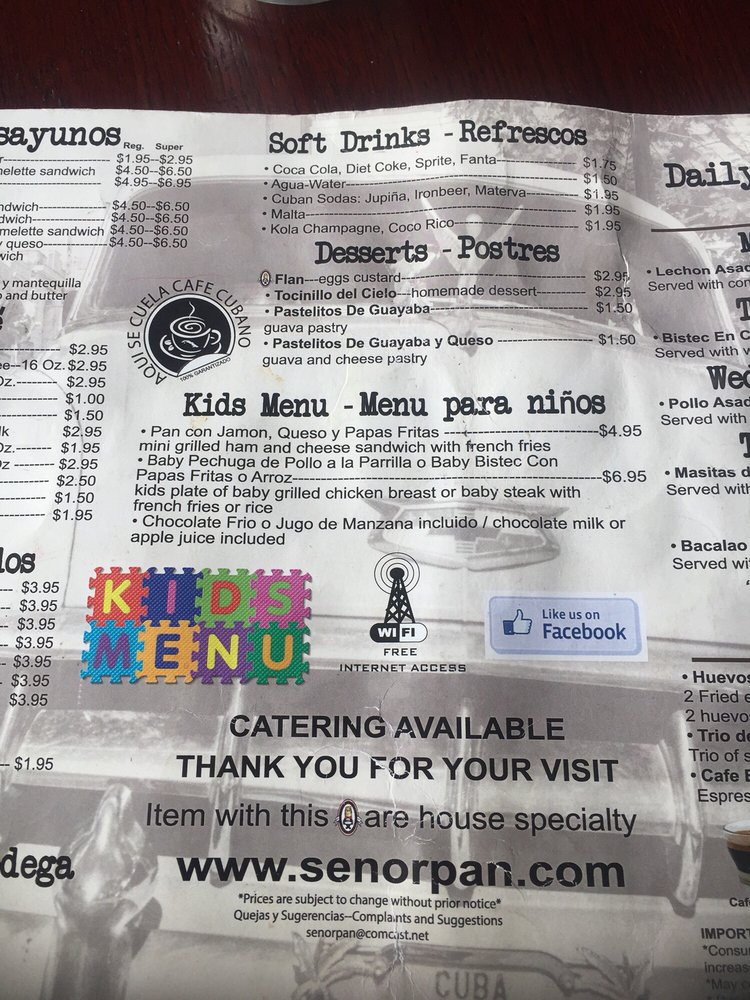 sayunos
Reg. Super
$1.95--$2.95
melette sandwich $4.50--$6.50
$4.95--$6.95
$4.50--$6.50
$4.50--$6.50
melette sandwich $4.50--$6.50
queso $4.50--$6.50
wich
y mantequilla
and butter
$2.95
16 Oz. $2.95
Oz. $2.95
$1.00
$1.50
$2.95
Oz. $1.95
Oz $2.95
$2.50
$1.50
$1.95
$3.95
$3.95
$3.95
$3.95
$3.95
$3.95
$3.95
$1.95
Soft Drinks - Refrescos
• Coca Cola, Diet Coke, Sprite, Fanta $1.75
• Agua-Water $1.50
• Cuban Sodas: Jupiña, Ironbeer, Materva $1.95
• Malta $1.95
• Kola Champagne, Coco Rico $1.95
Desserts - Postres
Flan---eggs custard $2.95
• Tocinillo del Cielo---homemade dessert $2.95
• Pastelitos De Guayaba $1.50
guava pastry
• Pastelitos De Guayaba y Queso $1.50
guava and cheese pastry
AQUI SE CUELA CAFE CUBANO
100% GARANTIZADO
Kids Menu - Menu para niños
• Pan con Jamon, Queso y Papas Fritas $4.95
mini grilled ham and cheese sandwich with french fries
• Baby Pechuga de Pollo a la Parrilla o Baby Bistec Con
Papas Fritas o Arroz $6.95
kids plate of baby grilled chicken breast or baby steak with
french fries or rice
• Chocolate Frio o Jugo de Manzana incluido / chocolate milk or
apple juice included
KIDS
MENU
WI FI
FREE
INTERNET ACCESS
Like us on
Facebook
CATERING AVAILABLE
THANK YOU FOR YOUR VISIT
Item with this are house specialty
www.senorpan.com
*Prices are subject to change without prior notice*
Quejas y Sugerencias--Complaints and Suggestions
senorpan@comcast.net
CUBA
dega
Daily
• Lechon Asad
Served with con
• Bistec En C
Served with w
Wed
• Pollo Asad
Served with
• Masitas d
Served with
• Bacalao
Served wi
• Huevos
2 Fried e
2 huevo
• Trio de
Trio of s
• Cafe
Espres
IMPORT
*Consu
increas
*May